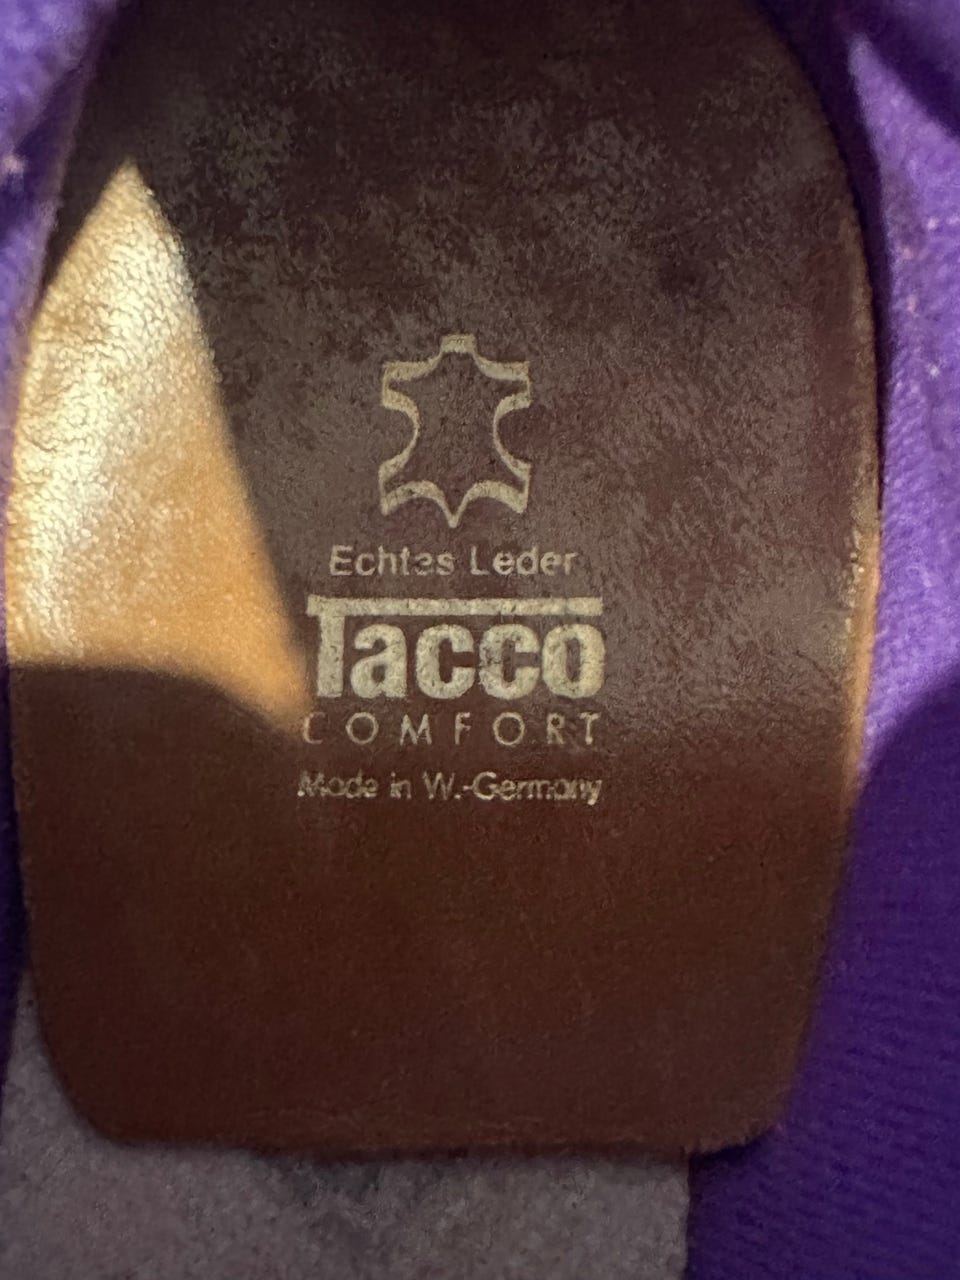 Echtes Leder
Tacco
COMFORT
Made in W.-Germany